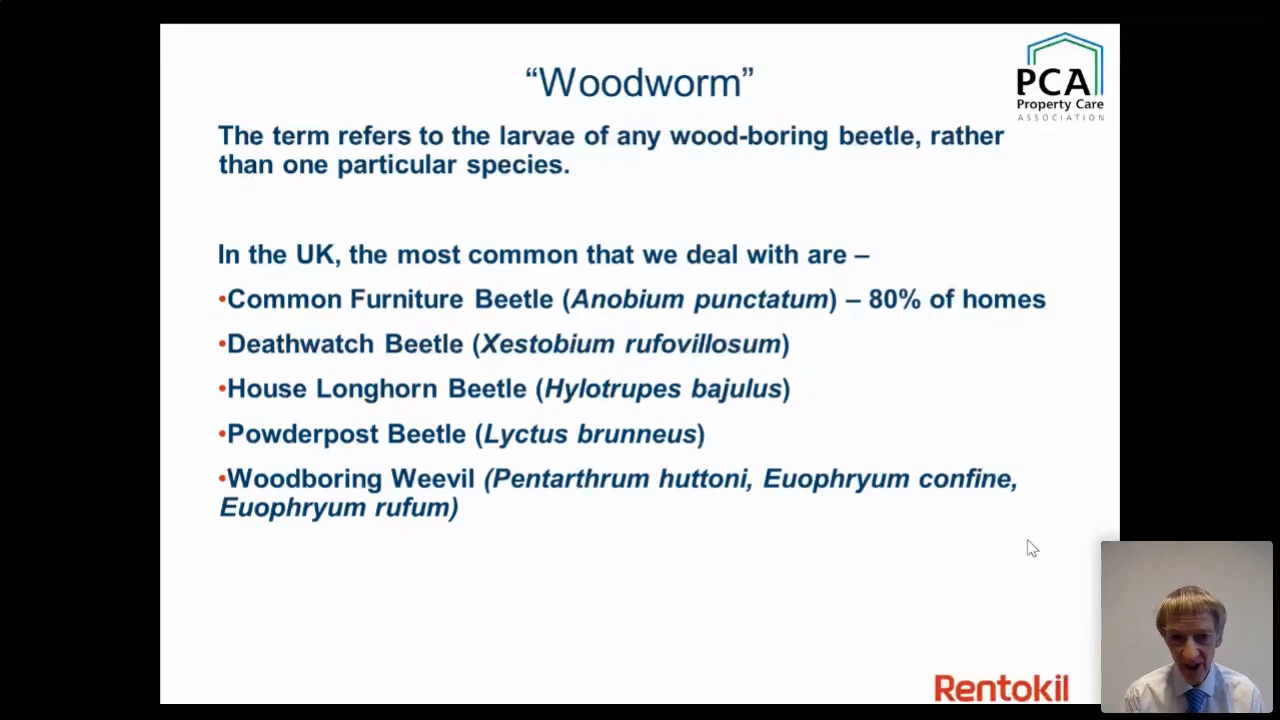 “Woodworm”
PCA
Property Care
ASSOCIATION
The term refers to the larvae of any wood-boring beetle, rather
than one particular species.
In the UK, the most common that we deal with are –
•Common Furniture Beetle (Anobium punctatum) – 80% of homes
•Deathwatch Beetle (Xestobium rufovillosum)
•House Longhorn Beetle (Hylotrupes bajulus)
•Powderpost Beetle (Lyctus brunneus)
•Woodboring Weevil (Pentarthrum huttoni, Euophryum confine,
Euophryum rufum)
Rentokil